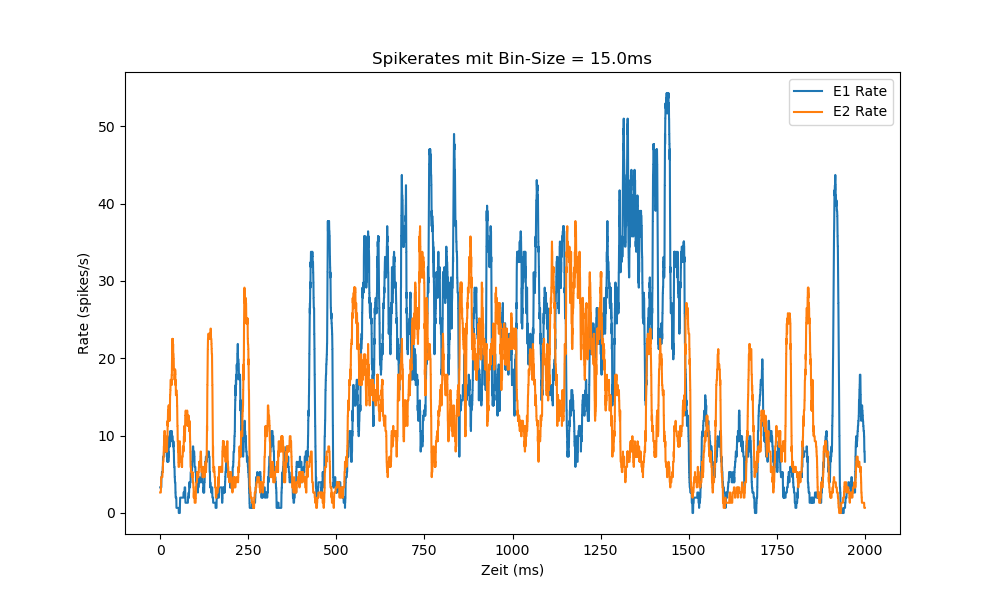 Spikerates mit Bin-Size = 15.0ms
E1 Rate
E2 Rate
50
40
30
20
10
0
Rate (spikes/s)
0 250 500 750 1000 1250 1500 1750 2000
Zeit (ms)